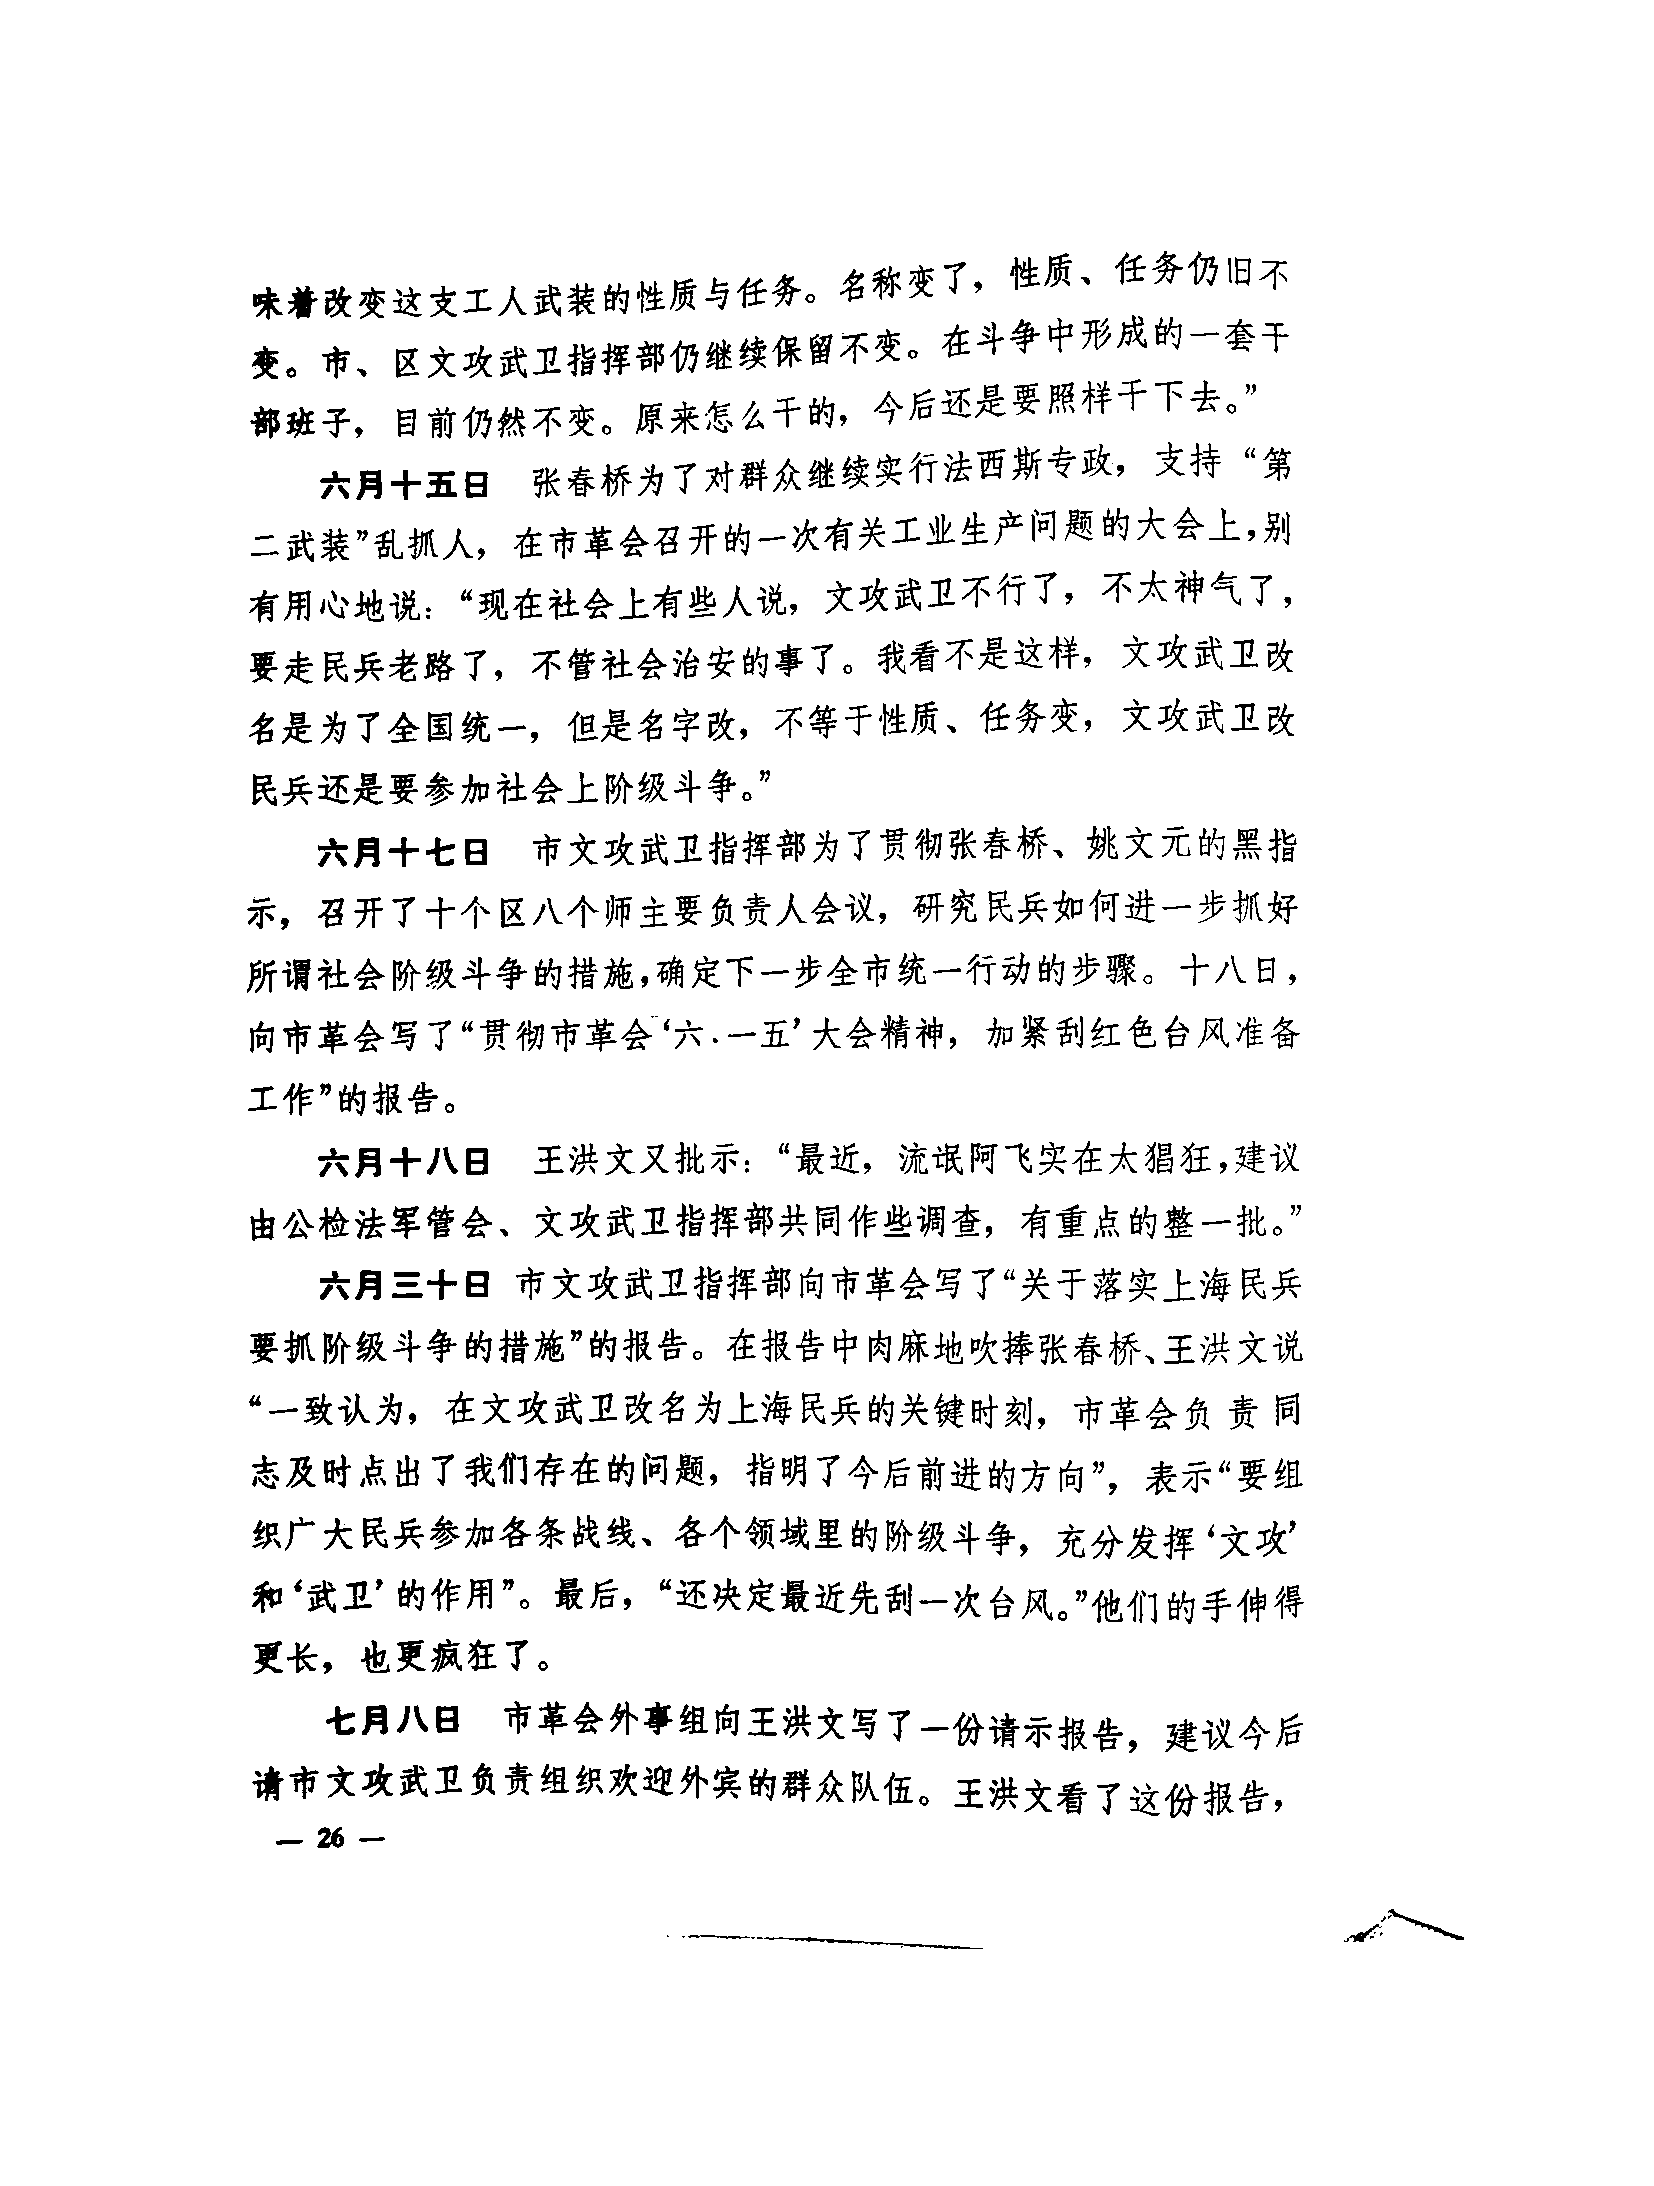 味着改变这支工人武装的性质与任务。名称变了，性质、任务仍旧不
变。市、区文攻武卫指挥部仍继续保留不变。在斗争中形成的一套干
部班子，目前仍然不变。原来怎么干的，今后还是要照样干下去。”
六月十五日　张春桥为了对群众继续实行法西斯专政，支持“第
二武装”乱抓人，在市革会召开的一次有关工业生产问题的大会上，别
有用心地说：“现在社会上有些人说，文攻武卫不行了，不太神气了，
要走民兵老路了，不管社会治安的事了。我看不是这样，文攻武卫改
名是为了全国统一，但是名字改，不等于性质、任务变，文攻武卫改
民兵还是要参加社会上阶级斗争。”
六月十七日　市文攻武卫指挥部为了贯彻张春桥、姚文元的黑指
示，召开了十个区八个师主要负责人会议，研究民兵如何进一步抓好
所谓社会阶级斗争的措施，确定下一步全市统一行动的步骤。十八日，
向市革会写了“贯彻市革会‘六．一五’大会精神，加紧刮红色台风准备
工作”的报告。
六月十八日　王洪文又批示：“最近，流氓阿飞实在太猖狂，建议
由公检法军管会、文攻武卫指挥部共同作些调查，有重点的整一批。”
六月三十日　市文攻武卫指挥部向市革会写了“关于落实上海民兵
要抓阶级斗争的措施”的报告。在报告中肉麻地吹捧张春桥、王洪文说
“一致认为，在文攻武卫改名为上海民兵的关键时刻，市革会负责同
志及时点出了我们存在的问题，指明了今后前进的方向”，表示“要组
织广大民兵参加各条战线、各个领域里的阶级斗争，充分发挥‘文攻’
和‘武卫’的作用”。最后，“还决定最近先刮一次台风。”他们的手伸得
更长，也更疯狂了。
七月八日　市革会外事组向王洪文写了一份请示报告，建议今后
请市文攻武卫负责组织欢迎外宾的群众队伍。王洪文看了这份报告，
— 26 —